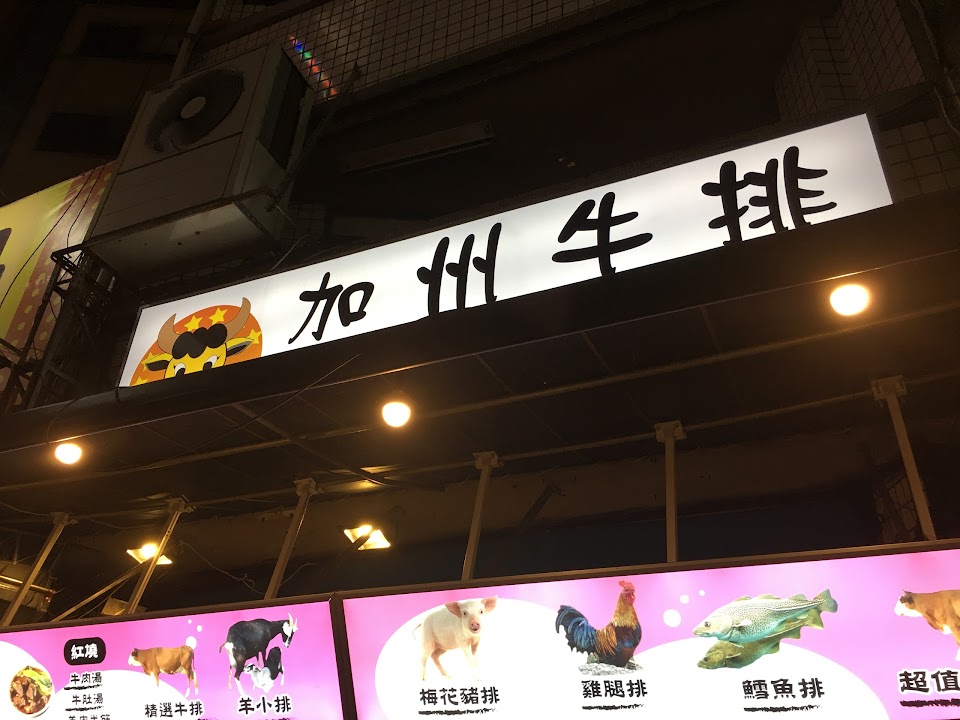 加州牛排
紅燒
牛肉湯
牛肚湯
精選牛排
羊小排
梅花豬排
雞腿排
鱈魚排
超值